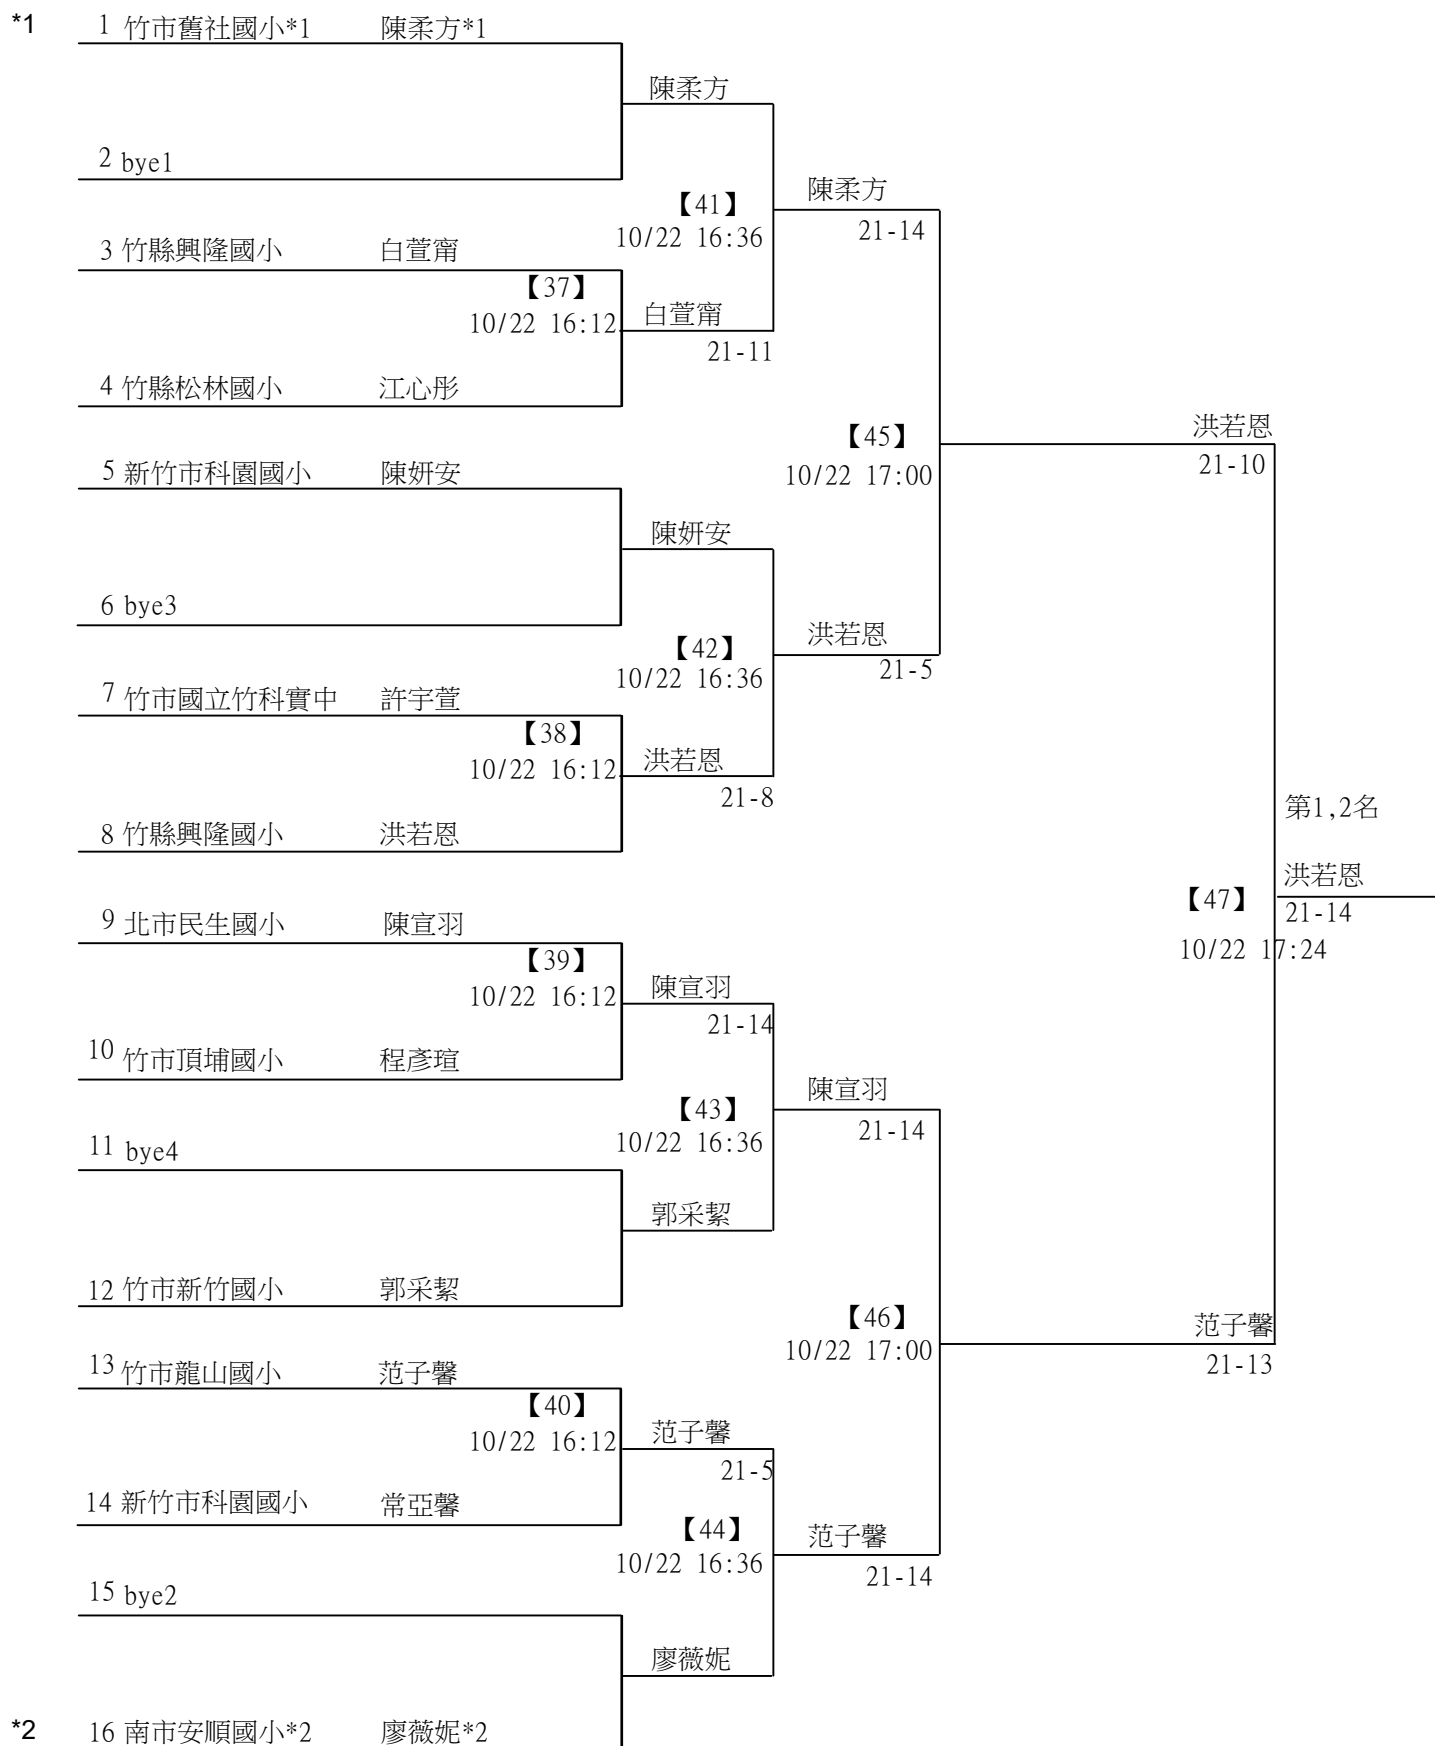 *1 1 竹市舊社國小*1 陳柔方*1
陳柔方
2 bye1
陳柔方
【41】
21-14
10/22 16:36
3 竹縣興隆國小 白萱甯
【37】
10/22 16:12
白萱甯
21-11
4 竹縣松林國小 江心彤
洪若恩
【45】
21-10
10/22 17:00
5 新竹市科園國小 陳妍安
陳妍安
6 bye3
洪若恩
【42】
21-5
10/22 16:36
7 竹市國立竹科實中 許宇萱
【38】
10/22 16:12
洪若恩
21-8
8 竹縣興隆國小 洪若恩
第1,2名
洪若恩
【47】
21-14
10/22 17:24
9 北市民生國小 陳宣羽
【39】
10/22 16:12
陳宣羽
21-14
10 竹市頂埔國小 程彥瑄
陳宣羽
【43】
21-14
10/22 16:36
11 bye4
郭采絜
12 竹市新竹國小 郭采絜
【46】
10/22 17:00
范子馨
21-13
13 竹市龍山國小 范子馨
【40】
10/22 16:12
范子馨
21-5
14 新竹市科園國小 常亞馨
【44】
10/22 16:36
范子馨
21-14
15 bye2
廖薇妮
*2 16 南市安順國小*2 廖薇妮*2